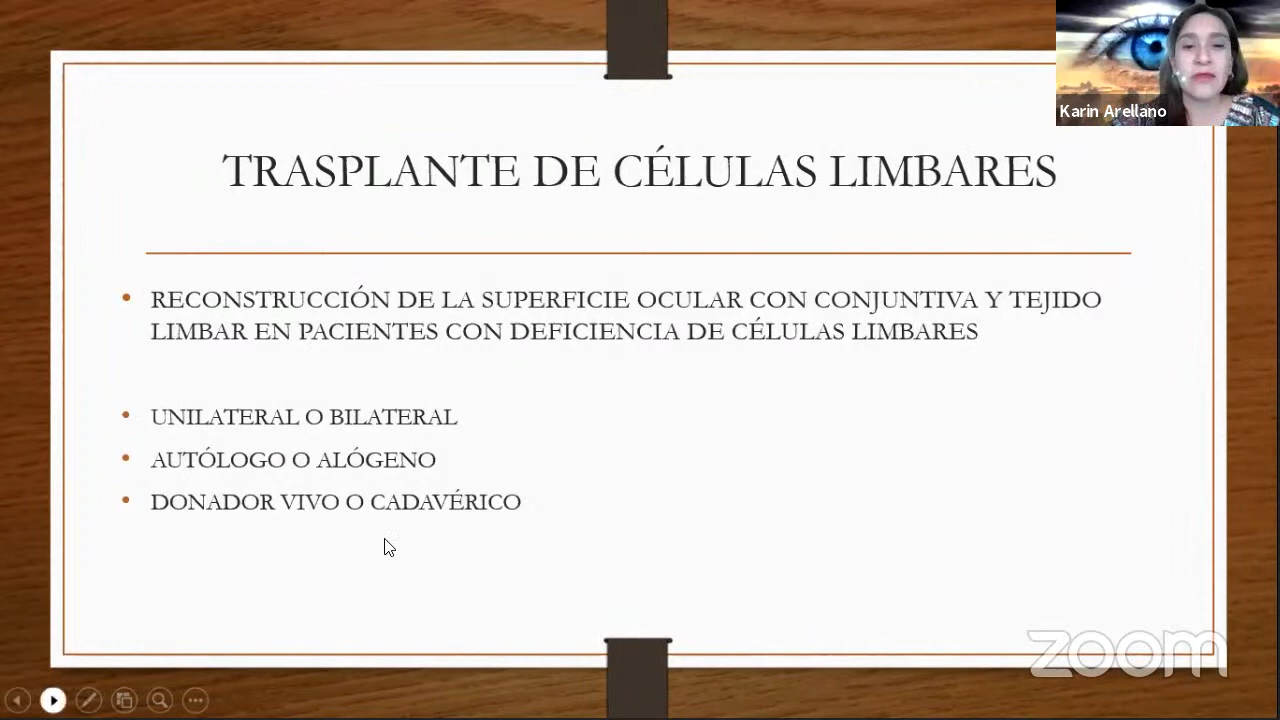 Karin Arellano
TRASPLANTE DE CÉLULAS LIMBARES
• RECONSTRUCCIÓN DE LA SUPERFICIE OCULAR CON CONJUNTIVA Y TEJIDO
LIMBAR EN PACIENTES CON DEFICIENCIA DE CÉLULAS LIMBARES
• UNILATERAL O BILATERAL
• AUTÓLOGO O ALÓGENO
• DONADOR VIVO O CADAVÉRICO
zoom